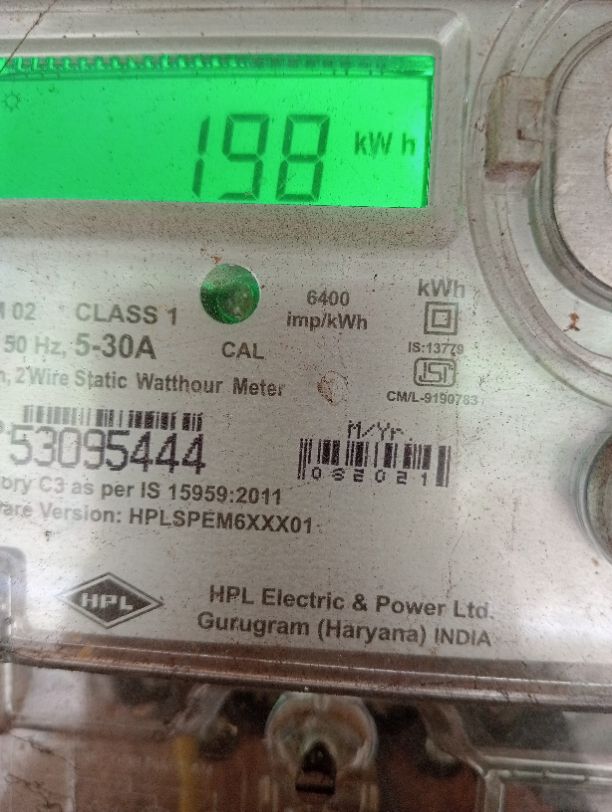 198 kWh
02 CLASS 1
6400
imp/kWh
kWh
50 Hz, 5-30A
CAL
IS:13779
2Wire Static Watthour Meter
ISI
CM/L-9190783
53095444
M/Yr.
062021
ory C3 as per IS 15959:2011
are Version: HPLSPEM6XXX01
HPL
HPL Electric & Power Ltd.
Gurugram (Haryana) INDIA